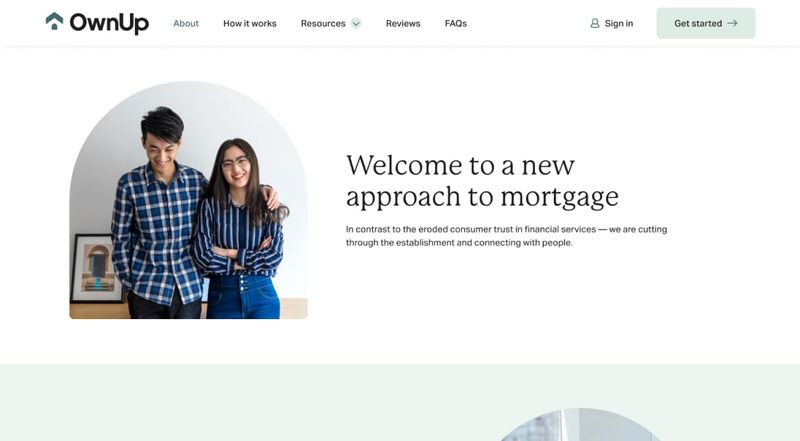 OwnUp
About
How it works
Resources
Reviews
FAQs
Sign in
Get started
Welcome to a new
approach to mortgage
In contrast to the eroded consumer trust in financial services — we are cutting
through the establishment and connecting with people.